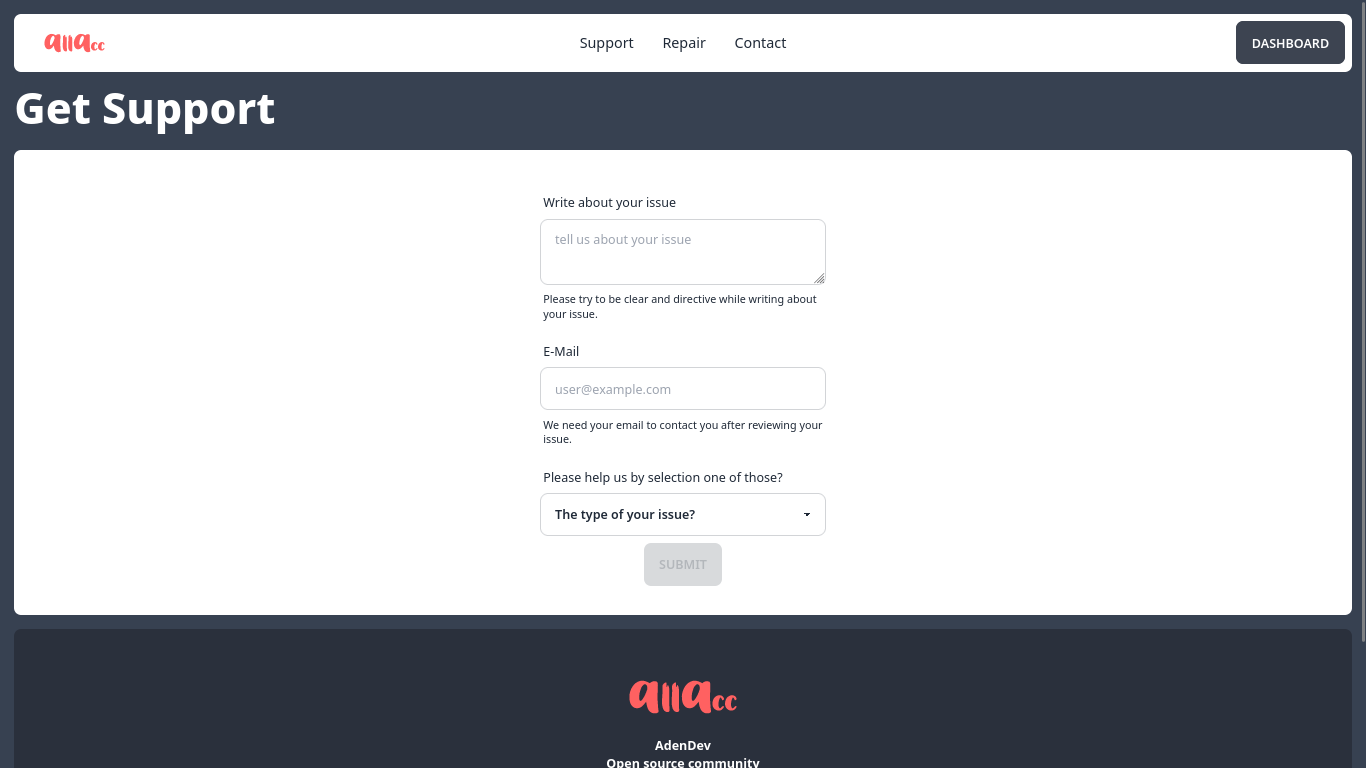 allacc
Support
Repair
Contact
DASHBOARD
Get Support
Write about your issue
tell us about your issue
Please try to be clear and directive while writing about
your issue.
E-Mail
user@example.com
We need your email to contact you after reviewing your
issue.
Please help us by selection one of those?
The type of your issue?
SUBMIT
allacc
AdenDev
Open source community